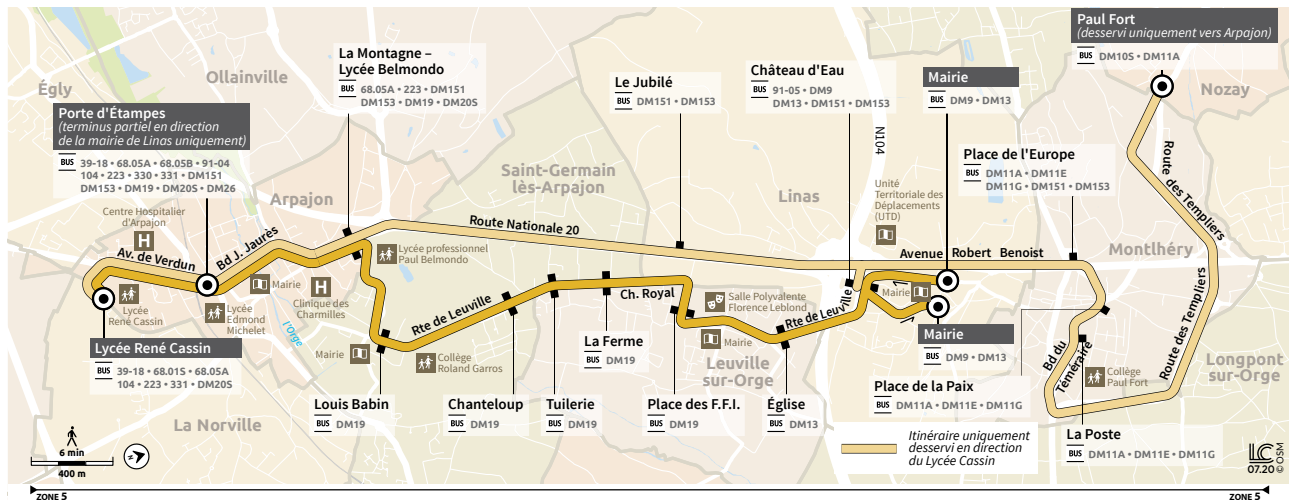 Paul Fort
(desservi uniquement vers Arpajon)
BUS DM10S • DM11A
Nozay
Égly
Ollainville
La Montagne –
Lycée Belmondo
BUS 68.05A • 223 • DM151
DM153 • DM19 • DM20S
Le Jubilé
BUS DM151 • DM153
Château d'Eau
BUS 91-05 • DM9
DM13 • DM151 • DM153
Mairie
BUS DM9 • DM13
N104
Porte d'Étampes
(terminus partiel en direction
de la mairie de Linas uniquement)
BUS 39-18 • 68.05A • 68.05B • 91-04
104 • 223 • 330 • 331 • DM151
DM153 • DM19 • DM20S • DM26
Place de l'Europe
BUS DM11A • DM11E
DM11G • DM151 • DM153
Route des Templiers
Saint-Germain
lès-Arpajon
Linas
Unité
Territoriale des
Déplacements
(UTD)
Arpajon
Centre Hospitalier
d'Arpajon
H
Av. de Verdun
Bd J. Jaurès
Route Nationale 20
Avenue Robert Benoist
Montlhéry
Lycée professionnel
Paul Belmondo
Lycée
René Cassin
Mairie
H
Clinique des
Charmilles
Lycée
Edmond
Michelet
l'Orge
Rte de Leuville
Ch. Royal
Salle Polyvalente
Florence Leblond
Mairie
Rte de Leuville
Mairie
Route des Templiers
Lycée René Cassin
BUS 39-18 • 68.01S • 68.05A
104 • 223 • 331 • DM20S
Mairie
Collège
Roland Garros
La Ferme
BUS DM19
Leuville
sur-Orge
Mairie
BUS DM9 • DM13
Bd du
Téméraire
Collège
Paul Fort
Longpont
sur-Orge
Place de la Paix
BUS DM11A • DM11E • DM11G
La Norville
Louis Babin
BUS DM19
Chanteloup
BUS DM19
Tuilerie
BUS DM19
Place des F.F.I.
BUS DM19
Église
BUS DM13
La Poste
BUS DM11A • DM11E • DM11G
Itinéraire uniquement
desservi en direction
du Lycée Cassin
6 min
400 m
LC
07.20 © OSM
ZONE 5
ZONE 5